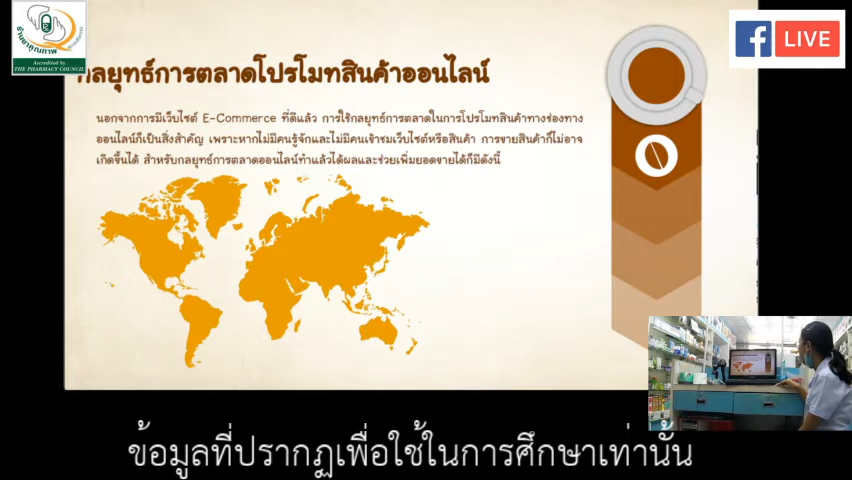 ร้านยาคุณภาพ
Accredited by
THE PHARMACY COUNCIL
LIVE
กลยุทธ์การตลาดโปรโมทสินค้าออนไลน์
นอกจากการมีเว็บไซต์ E-Commerce ที่ดีแล้ว การใช้กลยุทธ์การตลาดในการโปรโมทสินค้าทางช่องทาง
ออนไลน์ก็เป็นสิ่งสำคัญ เพราะหากไม่มีคนรู้จักและไม่มีคนเข้าชมเว็บไซต์หรือสินค้า การขายสินค้าก็ไม่อาจ
เกิดขึ้นได้ สำหรับกลยุทธ์การตลาดออนไลน์ทำแล้วได้ผลและช่วยเพิ่มยอดขายได้ก็มีดังนี้
ข้อมูลที่ปรากฏเพื่อใช้ในการศึกษาเท่านั้น